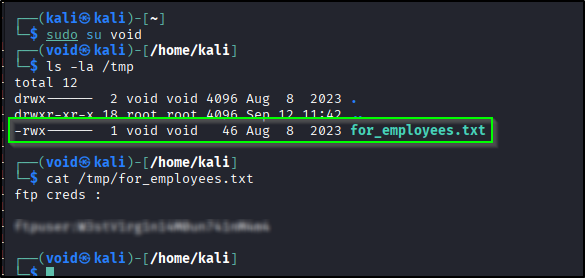 ┌──(kali㉿kali)-[~]
└─$ sudo su void
┌──(void㉿kali)-[/home/kali]
└─$ ls -la /tmp
total 12
drwx------  2 void void 4096 Aug  8  2023 .
drwxr-xr-x 18 root root 4096 Sep 12 11:42 ..
-rwx------  1 void void   46 Aug  8  2023 for_employees.txt
┌──(void㉿kali)-[/home/kali]
└─$ cat /tmp/for_employees.txt
ftp creds :
┌──(void㉿kali)-[/home/kali]
└─$